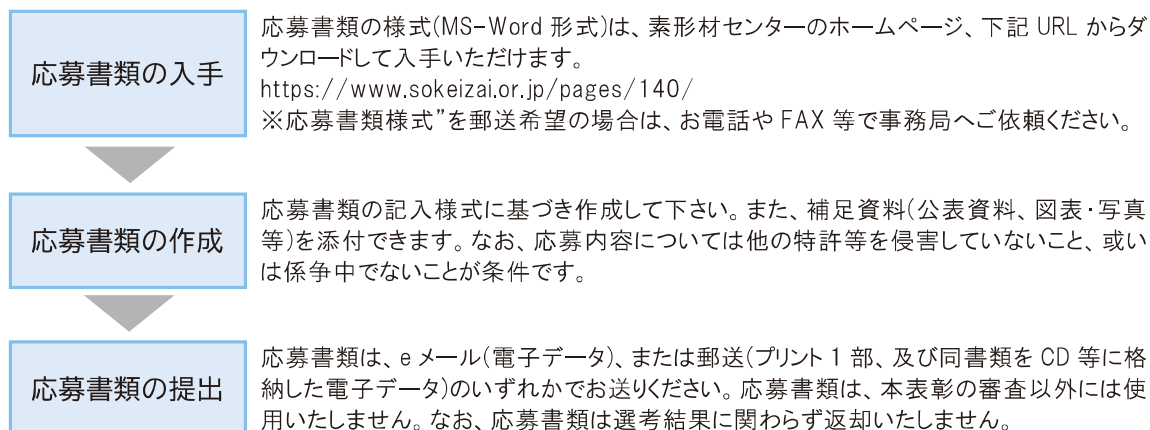 応募書類の入手
応募書類の様式(MS-Word 形式)は、素形材センターのホームページ、下記 URL からダ
ウンロードして入手いただけます。
https://www.sokeizai.or.jp/pages/140/
※応募書類様式”を郵送希望の場合は、お電話や FAX 等で事務局へご依頼ください。
応募書類の作成
応募書類の記入様式に基づき作成して下さい。また、補足資料(公表資料、図表・写真
等)を添付できます。なお、応募内容については他の特許等を侵害していないこと、或い
は係争中でないことが条件です。
応募書類の提出
応募書類は、e メール(電子データ)、または郵送(プリント 1 部、及び同書類を CD 等に格
納した電子データ)のいずれかでお送りください。応募書類は、本表彰の審査以外には使
用いたしません。なお、応募書類は選考結果に関わらず返却いたしません。